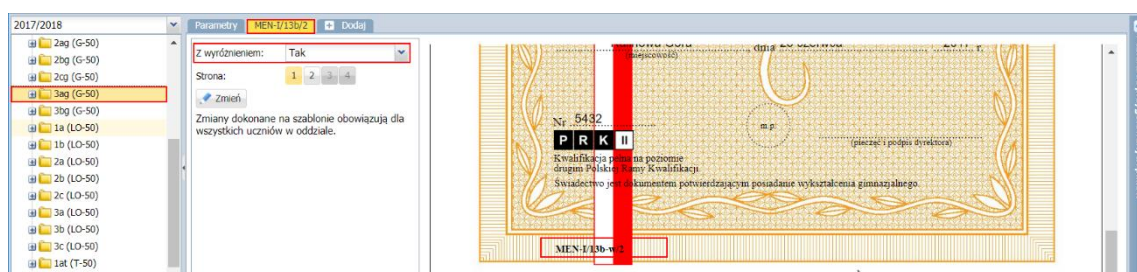 2017/2018
2ag (G-50)
2bg (G-50)
2cg (G-50)
3ag (G-50)
3bg (G-50)
1a (LO-50)
1b (LO-50)
2a (LO-50)
2b (LO-50)
2c (LO-50)
3a (LO-50)
3b (LO-50)
3c (LO-50)
1at (T-50)
Parametry MEN-I/13b/2 Dodaj
Z wyróżnieniem: Tak
Strona: 1 2 3 4
Zmień
Zmiany dokonane na szablonie obowiązują dla
wszystkich uczniów w oddziale.
dnia 20 czerwca 2017 r.
(miejscowość)
Nr 5432
m.p.
(pieczęć i podpis dyrektora)
P R K II
Kwalifikacja pełna na poziomie
drugim Polskiej Ramy Kwalifikacji.
Świadectwo jest dokumentem potwierdzającym posiadanie wykształcenia gimnazjalnego.
MEN-I/13b-w/2